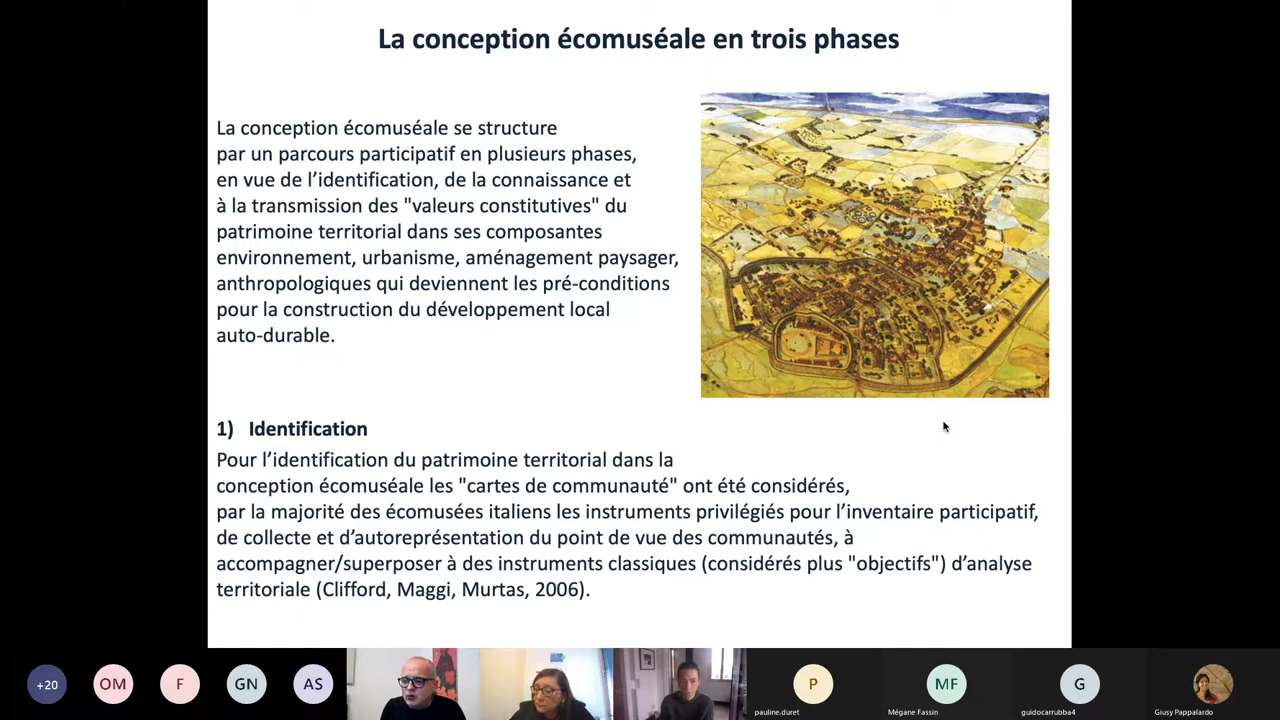 La conception écomuséale en trois phases
La conception écomuséale se structure
par un parcours participatif en plusieurs phases,
en vue de l’identification, de la connaissance et
à la transmission des "valeurs constitutives" du
patrimoine territorial dans ses composantes
environnement, urbanisme, aménagement paysager,
anthropologiques qui deviennent les pré-conditions
pour la construction du développement local
auto-durable.
1) Identification
Pour l’identification du patrimoine territorial dans la
conception écomuséale les "cartes de communauté" ont été considérés,
par la majorité des écomusées italiens les instruments privilégiés pour l’inventaire participatif,
de collecte et d’autoreprésentation du point de vue des communautés, à
accompagner/superposer à des instruments classiques (considérés plus "objectifs") d’analyse
territoriale (Clifford, Maggi, Murtas, 2006).
+20 OM F GN AS P MF G
pauline.duret Mégane Fassin guidocarrubba4 Giusy Pappalardo